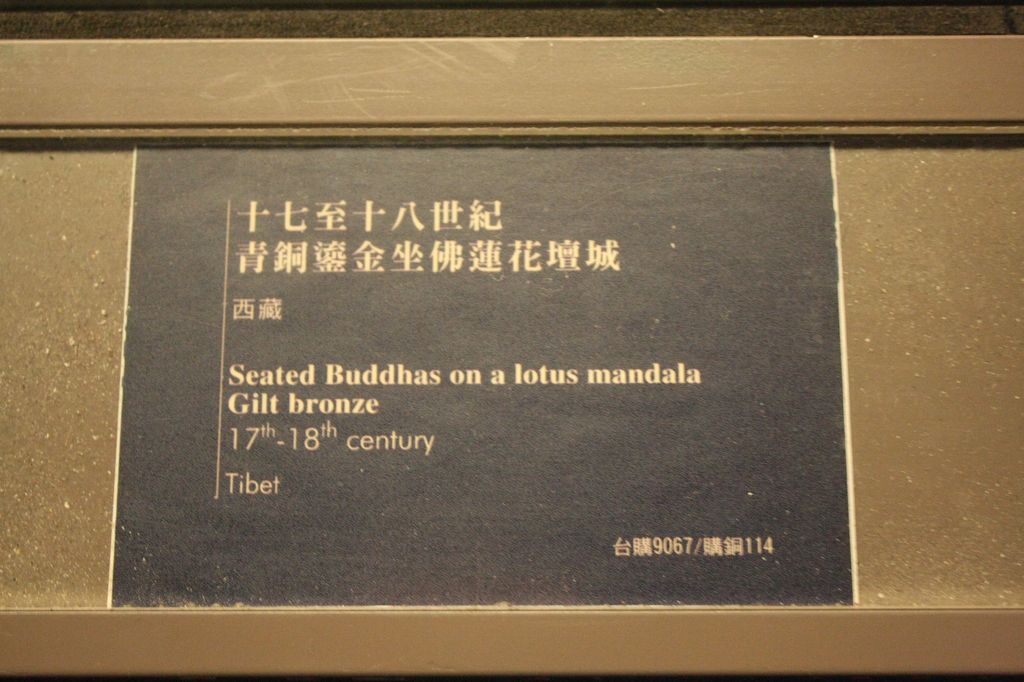 十七至十八世紀
青銅鎏金坐佛蓮花壇城
西藏
Seated Buddhas on a lotus mandala
Gilt bronze
17th-18th century
Tibet
台購9067/購銅114